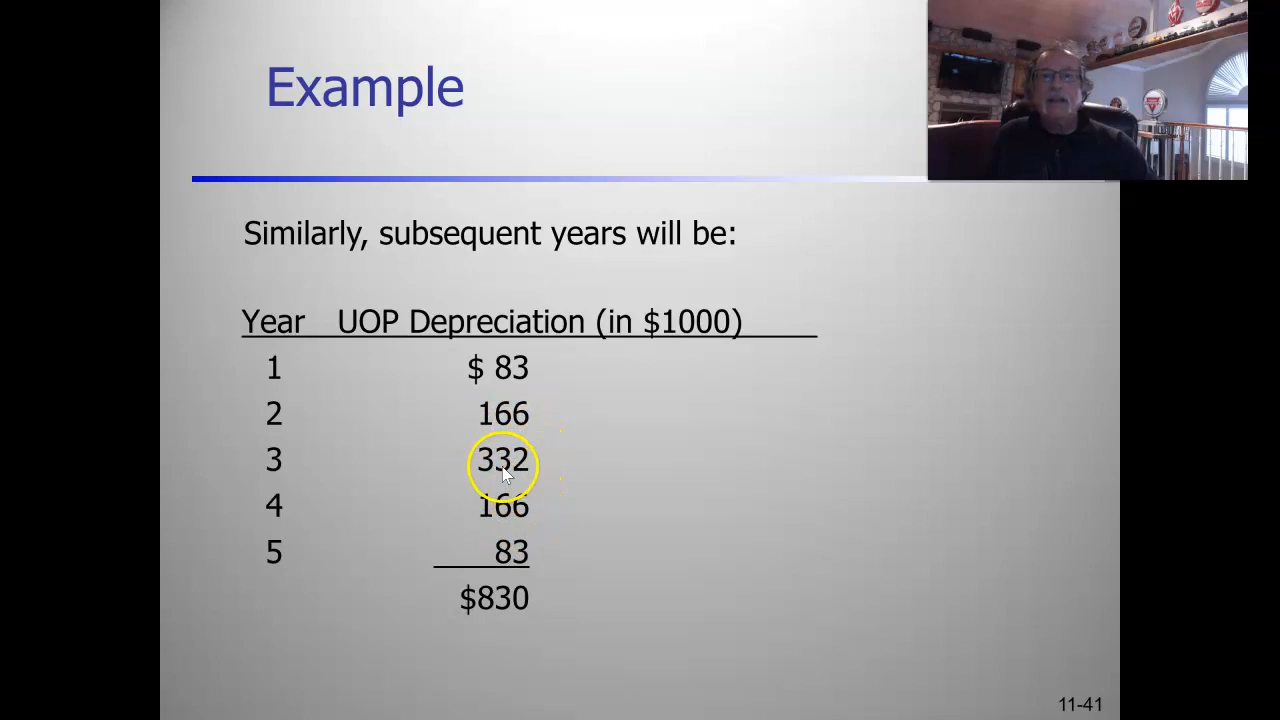 Example
Similarly, subsequent years will be:
Year UOP Depreciation (in $1000)
1 $ 83
2 166
3 332
4 166
5 83
$830
11-41